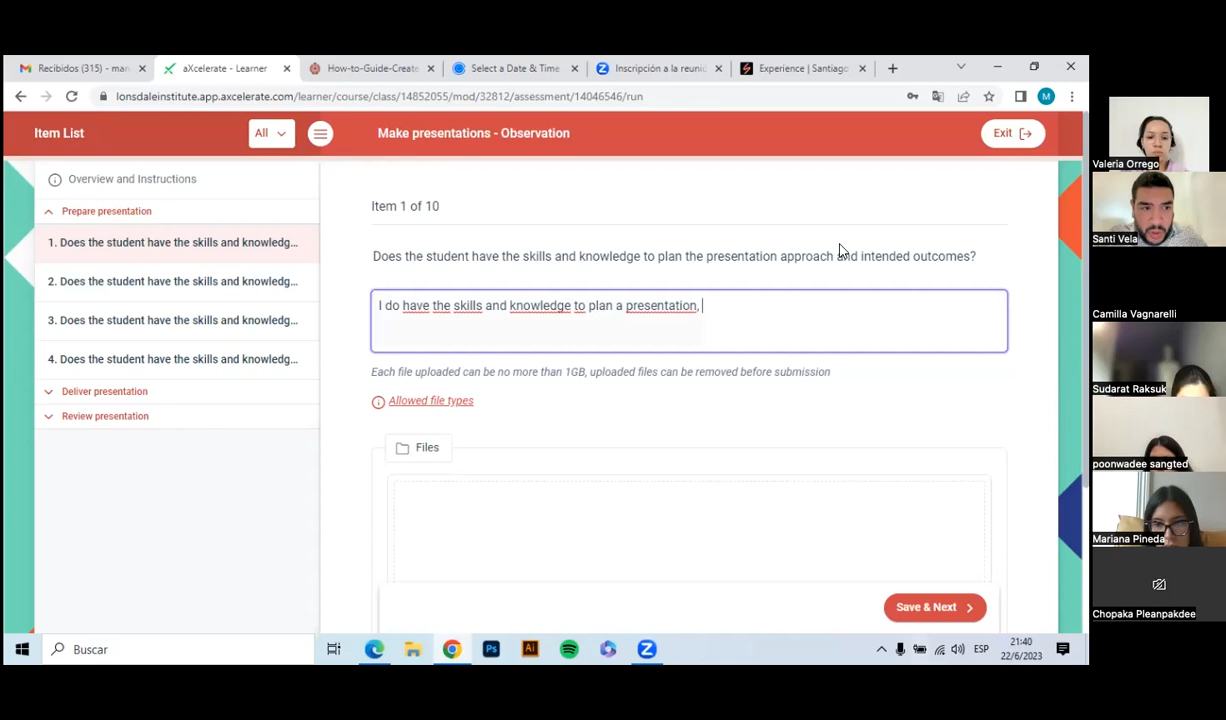 Recibidos (315) - mar
aXcelerate - Learner
How-to-Guide-Create
Select a Date & Time
Inscripción a la reuni
Experience | Santiago
lonsdaleinstitute.app.axcelerate.com/learner/course/class/14852055/mod/32812/assessment/14046546/run
M
Item List
All
Make presentations - Observation
Exit
Overview and Instructions
Prepare presentation
1. Does the student have the skills and knowledg...
2. Does the student have the skills and knowledg...
3. Does the student have the skills and knowledg...
4. Does the student have the skills and knowledg...
Deliver presentation
Review presentation
Item 1 of 10
Does the student have the skills and knowledge to plan the presentation approach and intended outcomes?
I do have the skills and knowledge to plan a presentation,
Each file uploaded can be no more than 1GB, uploaded files can be removed before submission
Allowed file types
Files
Save & Next
Buscar
Ps
Ai
ESP
21:40
22/6/2023
Valeria Orrego
Santi Vela
Camilla Vagnarelli
Sudarat Raksuk
poonwadee sangted
Mariana Pineda
Chopaka Pleanpakdee